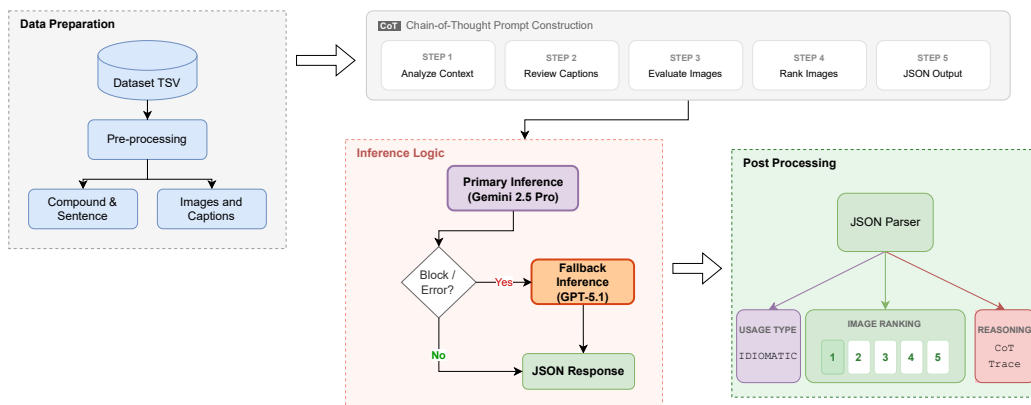 Data Preparation
Dataset TSV
Pre-processing
Compound &
Sentence
Images and
Captions
CoT Chain-of-Thought Prompt Construction
STEP 1
Analyze Context
STEP 2
Review Captions
STEP 3
Evaluate Images
STEP 4
Rank Images
STEP 5
JSON Output
Inference Logic
Primary Inference
(Gemini 2.5 Pro)
Block /
Error?
Yes
Fallback
Inference
(GPT-5.1)
No
JSON Response
Post Processing
JSON Parser
USAGE TYPE
IDIOMATIC
IMAGE RANKING
1 2 3 4 5
REASONING
CoT
Trace